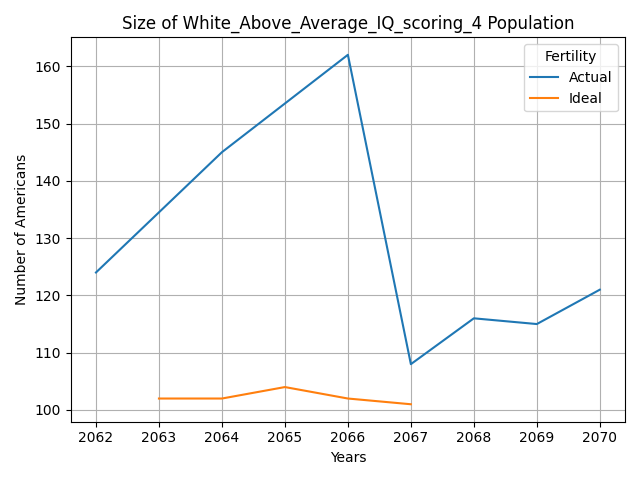 Size of White_Above_Average_IQ_scoring_4 Population
Fertility
Actual
Ideal
Number of Americans
160
150
140
130
120
110
100
2062 2063 2064 2065 2066 2067 2068 2069 2070
Years